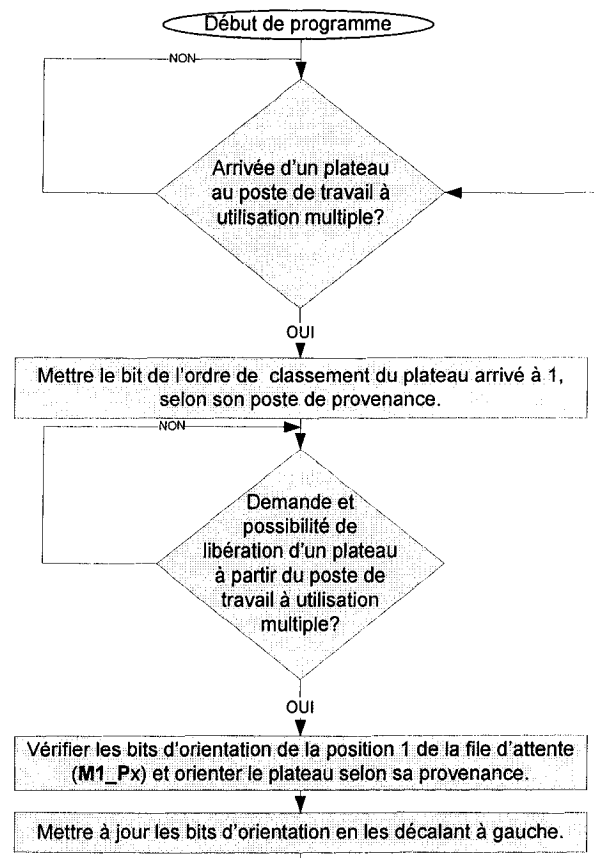 Début de programme
NON
Arrivée d'un plateau
au poste de travail à
utilisation multiple?
OUI
Mettre le bit de l'ordre de classement du plateau arrivé à 1,
selon son poste de provenance.
NON
Demande et
possibilité de
libération d'un plateau
à partir du poste de
travail à utilisation
multiple?
OUI
Vérifier les bits d'orientation de la position 1 de la file d'attente
(M1_Px) et orienter le plateau selon sa provenance.
Mettre à jour les bits d'orientation en les décalant à gauche.